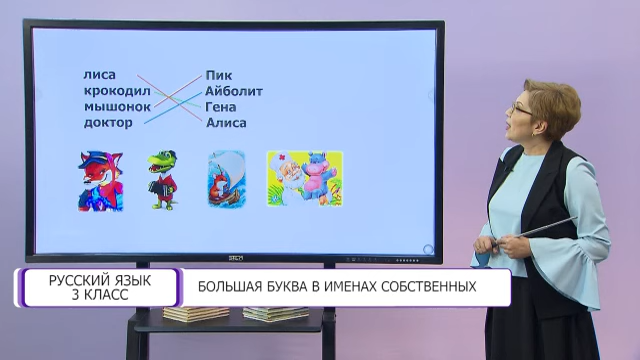 лиса Пик
крокодил Айболит
мышонок Гена
доктор Алиса
РУССКИЙ ЯЗЫК
3 КЛАСС
БОЛЬШАЯ БУКВА В ИМЕНАХ СОБСТВЕННЫХ